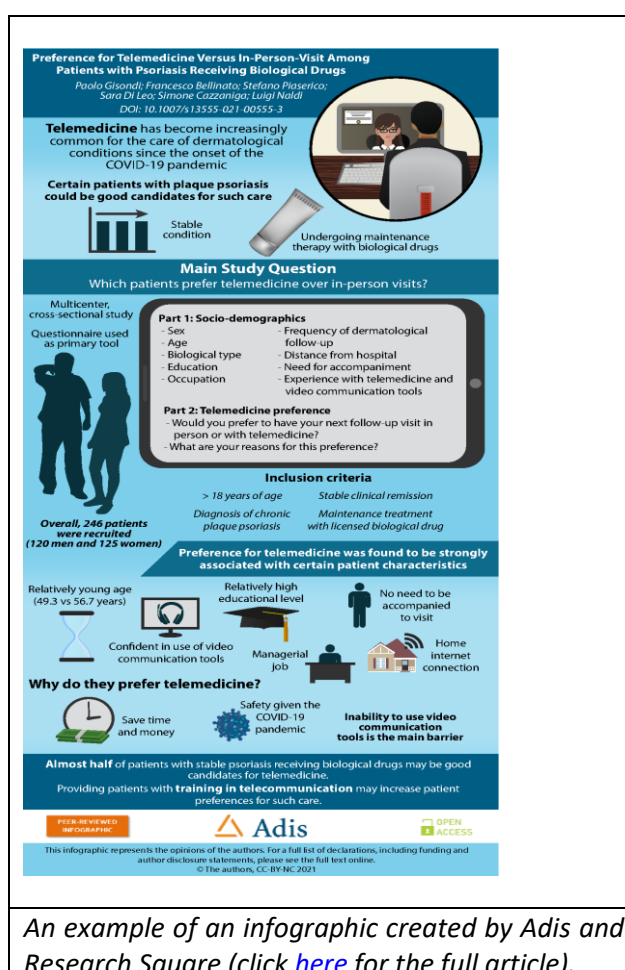 Preference for Telemedicine Versus In-Person-Visit Among
Patients with Psoriasis Receiving Biological Drugs
Paolo Gisondi; Francesco Bellinato; Stefano Piaserico;
Sara Di Leo; Simone Cazzaniga; Luigi Naldi
DOI: 10.1007/s13555-021-00555-3
Telemedicine has become increasingly
common for the care of dermatological
conditions since the onset of the
COVID-19 pandemic
Certain patients with plaque psoriasis
could be good candidates for such care
Stable
condition
Undergoing maintenance
therapy with biological drugs
Main Study Question
Which patients prefer telemedicine over in-person visits?
Multicenter,
cross-sectional study
Questionnaire used
as primary tool
Part 1: Socio-demographics
- Sex
- Age
- Biological type
- Education
- Occupation
- Frequency of dermatological
follow-up
- Distance from hospital
- Need for accompaniment
- Experience with telemedicine and
video communication tools
Part 2: Telemedicine preference
- Would you prefer to have your next follow-up visit in
person or with telemedicine?
- What are your reasons for this preference?
Inclusion criteria
> 18 years of age
Stable clinical remission
Diagnosis of chronic
plaque psoriasis
Maintenance treatment
with licensed biological drug
Overall, 246 patients
were recruited
(120 men and 125 women)
Preference for telemedicine was found to be strongly
associated with certain patient characteristics
Relatively young age
(49.3 vs 56.7 years)
Confident in use of video
communication tools
Relatively high
educational level
Managerial
job
No need to be
accompanied
to visit
Home
internet
connection
Why do they prefer telemedicine?
Save time
and money
Safety given the
COVID-19
pandemic
Inability to use video
communication
tools is the main barrier
Almost half of patients with stable psoriasis receiving biological drugs may be good
candidates for telemedicine.
Providing patients with training in telecommunication may increase patient
preferences for such care.
PEER-REVIEWED
INFOGRAPHIC
Adis
OPEN
ACCESS
This infographic represents the opinions of the authors. For a full list of declarations, including funding and
author disclosure statements, please see the full text online.
© The authors, CC-BY-NC 2021
An example of an infographic created by Adis and
Research Square (click here for the full article).